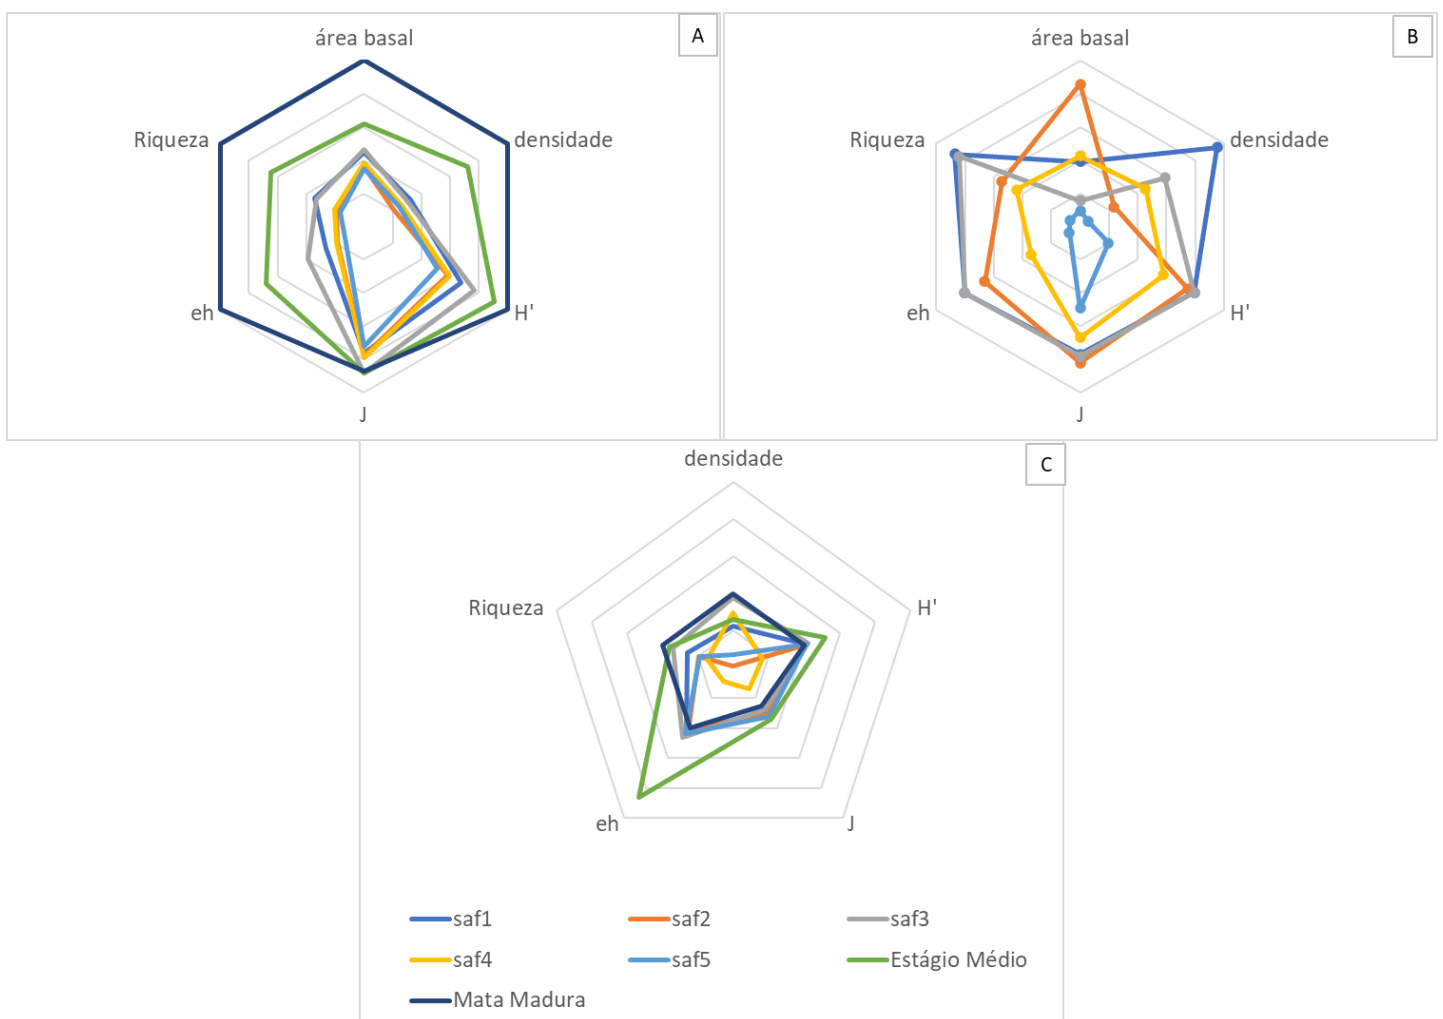 área basal
A
Riqueza
densidade
eh
H'
J
área basal
B
Riqueza
densidade
eh
H'
J
densidade
C
Riqueza
H'
eh
J
saf1
saf2
saf3
saf4
saf5
Estágio Médio
Mata Madura